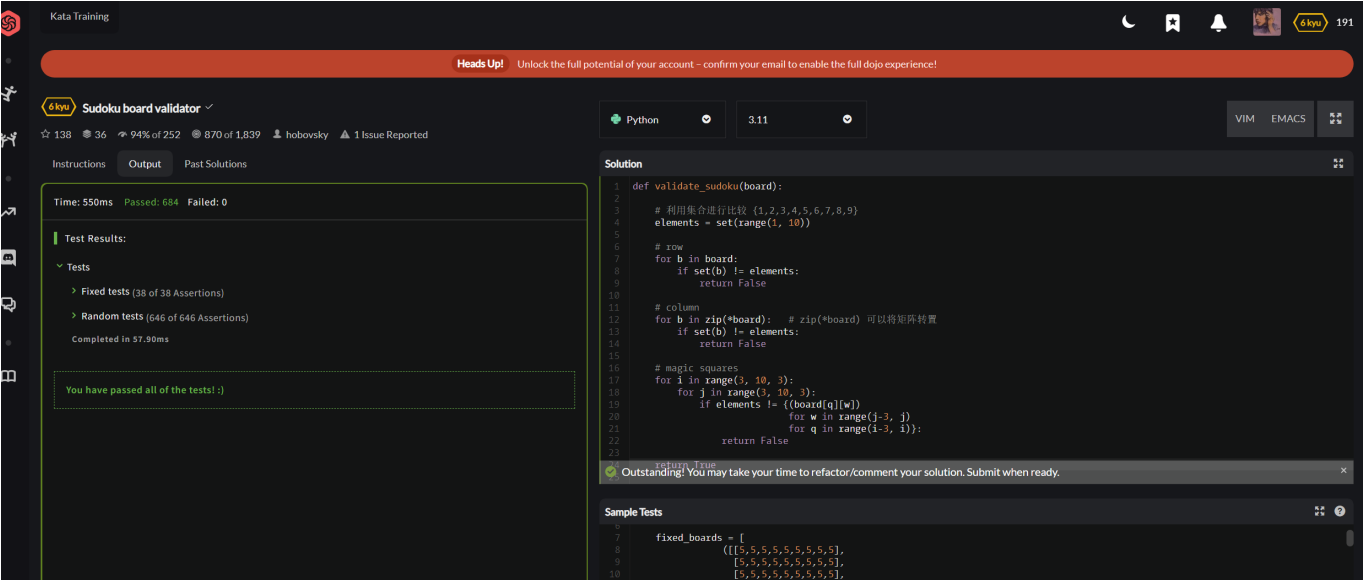 Kata Training
6 kyu 191
Heads Up! Unlock the full potential of your account – confirm your email to enable the full dojo experience!
6 kyu Sudoku board validator
138 36 94% of 252 870 of 1,839 hobovsky 1 Issue Reported
Instructions Output Past Solutions
Time: 550ms Passed: 684 Failed: 0
Test Results:
Tests
Fixed tests (38 of 38 Assertions)
Random tests (646 of 646 Assertions)
Completed in 57.90ms
You have passed all of the tests! :)
Python 3.11 VIM EMACS
Solution
1 def validate_sudoku(board):
2
3 # 利用集合进行比较 {1,2,3,4,5,6,7,8,9}
4 elements = set(range(1, 10))
5
6 # row
7 for b in board:
8 if set(b) != elements:
9 return False
10
11 # column
12 for b in zip(*board): # zip(*board) 可以将矩阵转置
13 if set(b) != elements:
14 return False
15
16 # magic squares
17 for i in range(3, 10, 3):
18 for j in range(3, 10, 3):
19 if elements != {(board[q][w])
20 for w in range(j-3, j)
21 for q in range(i-3, i)}:
22 return False
23
return True
Outstanding! You may take your time to refactor/comment your solution. Submit when ready.
Sample Tests
6
7 fixed_boards = [
8 ([[5,5,5,5,5,5,5,5,5],
9 [5,5,5,5,5,5,5,5,5],
10 [5,5,5,5,5,5,5,5,5],